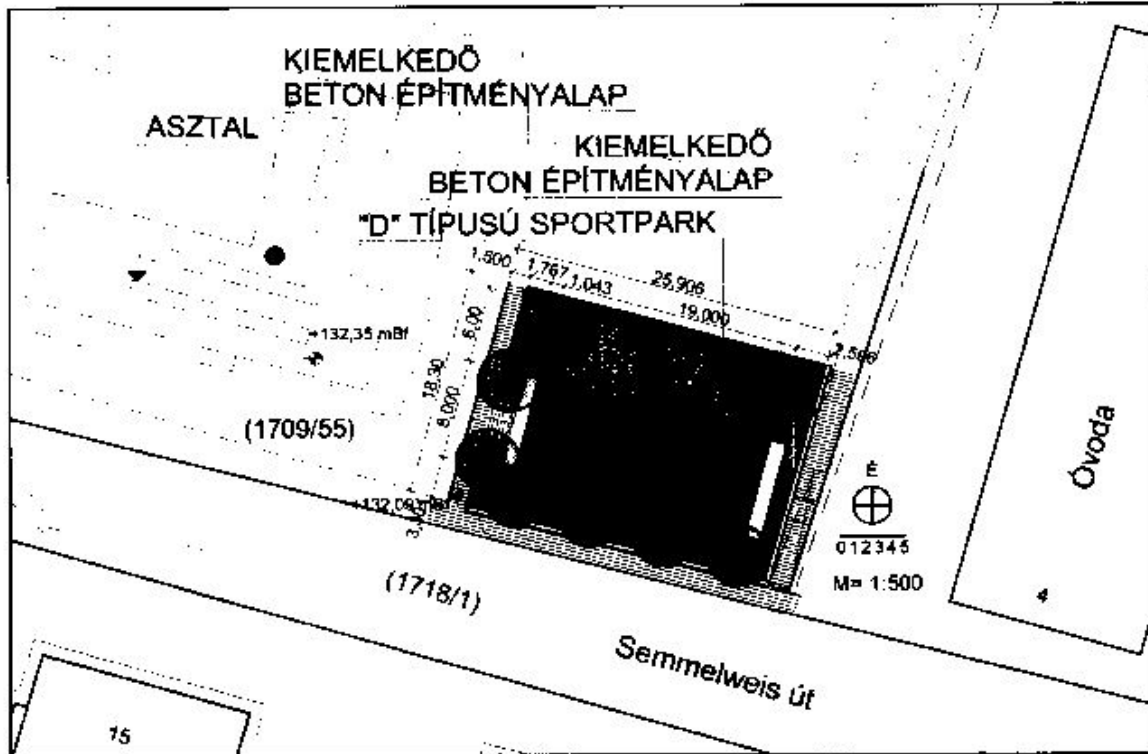 KIEMELKEDŐ
BETON ÉPÍTMÉNYALAP
ASZTAL
KIEMELKEDŐ
BETON ÉPÍTMÉNYALAP
"D" TÍPUSÚ SPORTPARK
1,500
1,767
1,043
25,906
19,000
2,596
6,00
18,30
8,000
+132,35 mBf
(1709/55)
Óvoda
É
012345
M= 1:500
(1718/1)
4
Semmelweis út
15